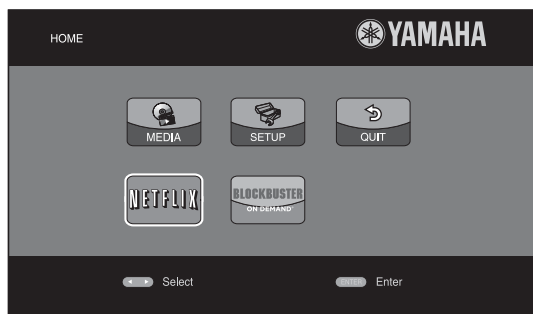 HOME
YAMAHA
MEDIA
SETUP
QUIT
NETFLIX
BLOCKBUSTER
ON DEMAND
Select
ENTER Enter